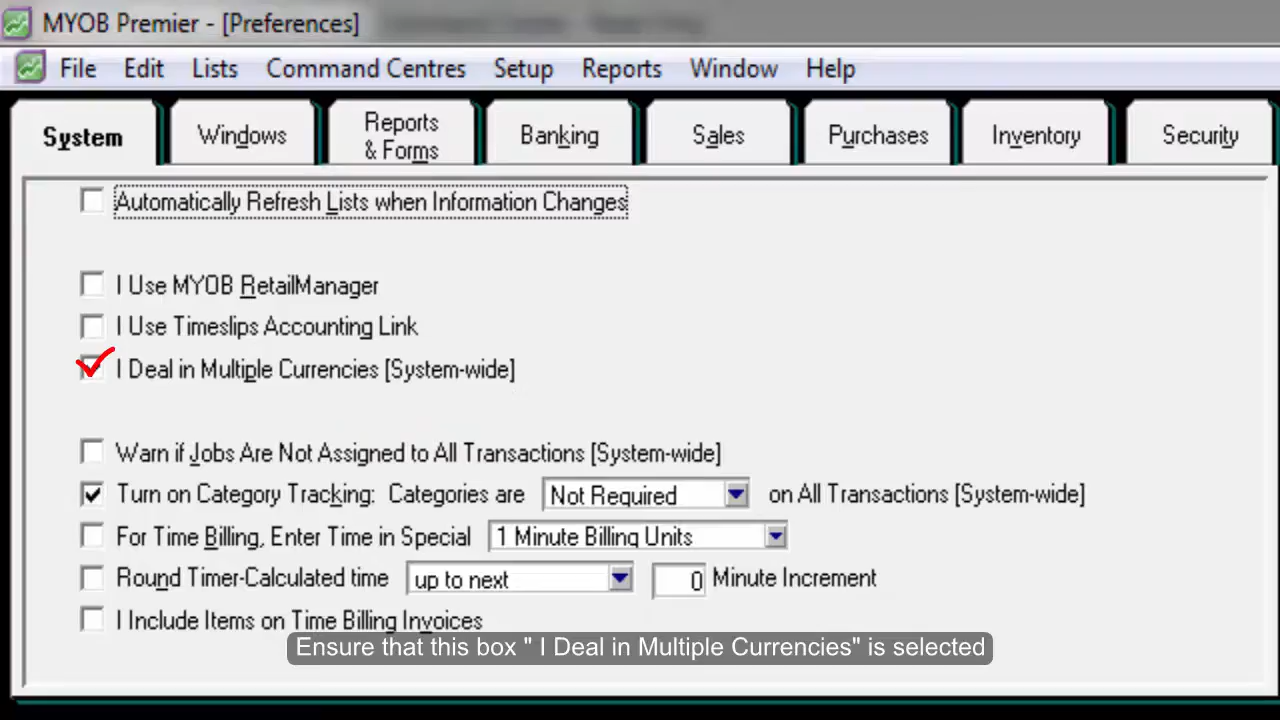 MYOB Premier - [Preferences]
File Edit Lists Command Centres Setup Reports Window Help
System Windows Reports & Forms Banking Sales Purchases Inventory Security
Automatically Refresh Lists when Information Changes
I Use MYOB RetailManager
I Use Timeslips Accounting Link
I Deal in Multiple Currencies [System-wide]
Warn if Jobs Are Not Assigned to All Transactions [System-wide]
Turn on Category Tracking: Categories are Not Required on All Transactions [System-wide]
For Time Billing, Enter Time in Special 1 Minute Billing Units
Round Timer-Calculated time up to next 0 Minute Increment
I Include Items on Time Billing Invoices
Ensure that this box " I Deal in Multiple Currencies" is selected